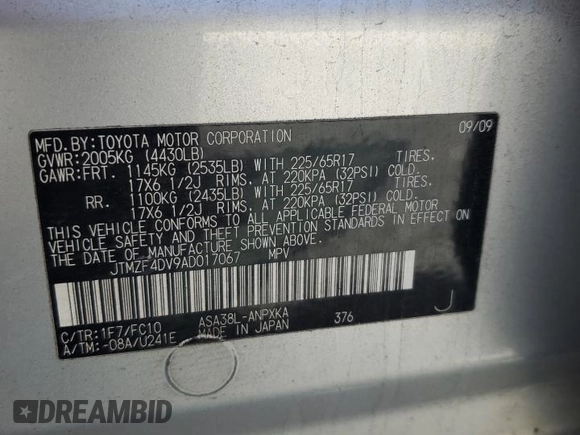 MFD.BY:TOYOTA MOTOR CORPORATION 09/09
GVWR:2005KG (4430LB)
GAWR:FRT. 1145KG (2535LB) WITH 225/65R17 TIRES.
17X6 1/2J RIMS. AT 220KPA (32PSI) COLD.
RR. 1100KG (2435LB) WITH 225/65R17 TIRES.
17X6 1/2J RIMS. AT 220KPA (32PSI) COLD.
THIS VEHICLE CONFORMS TO ALL APPLICABLE FEDERAL MOTOR
VEHICLE SAFETY AND THEFT PREVENTION STANDARDS IN EFFECT ON
THE DATE OF MANUFACTURE SHOWN ABOVE.
JTMZF4DV9AD017067 MPV
C/TR:1F7/FC10 ASA38L-ANPXKA 376 J
A/TM:-08A/U241E MADE IN JAPAN
DREAMBID